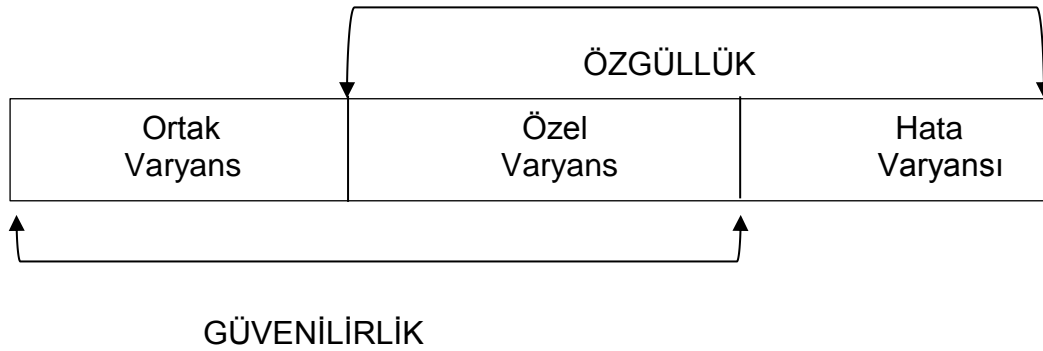 ÖZGÜLLÜK
Ortak
Varyans
Özel
Varyans
Hata
Varyansı
GÜVENİLİRLİK